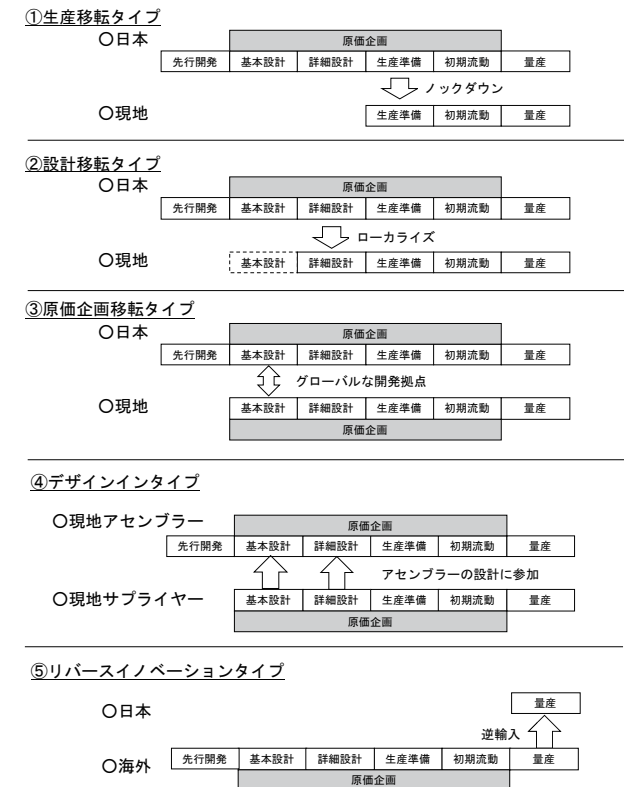 ①生産移転タイプ
〇日本
原価企画
先行開発 基本設計 詳細設計 生産準備 初期流動 量産
ノックダウン
〇現地
生産準備 初期流動 量産
②設計移転タイプ
〇日本
原価企画
先行開発 基本設計 詳細設計 生産準備 初期流動 量産
ローカライズ
〇現地
基本設計 詳細設計 生産準備 初期流動 量産
③原価企画移転タイプ
〇日本
原価企画
先行開発 基本設計 詳細設計 生産準備 初期流動 量産
グローバルな開発拠点
〇現地
基本設計 詳細設計 生産準備 初期流動 量産
原価企画
④デザインインタイプ
〇現地アセンブラー
原価企画
先行開発 基本設計 詳細設計 生産準備 初期流動 量産
アセンブラーの設計に参加
〇現地サプライヤー
基本設計 詳細設計 生産準備 初期流動 量産
原価企画
⑤リバースイノベーションタイプ
〇日本
量産
逆輸入
〇海外
先行開発 基本設計 詳細設計 生産準備 初期流動 量産
原価企画